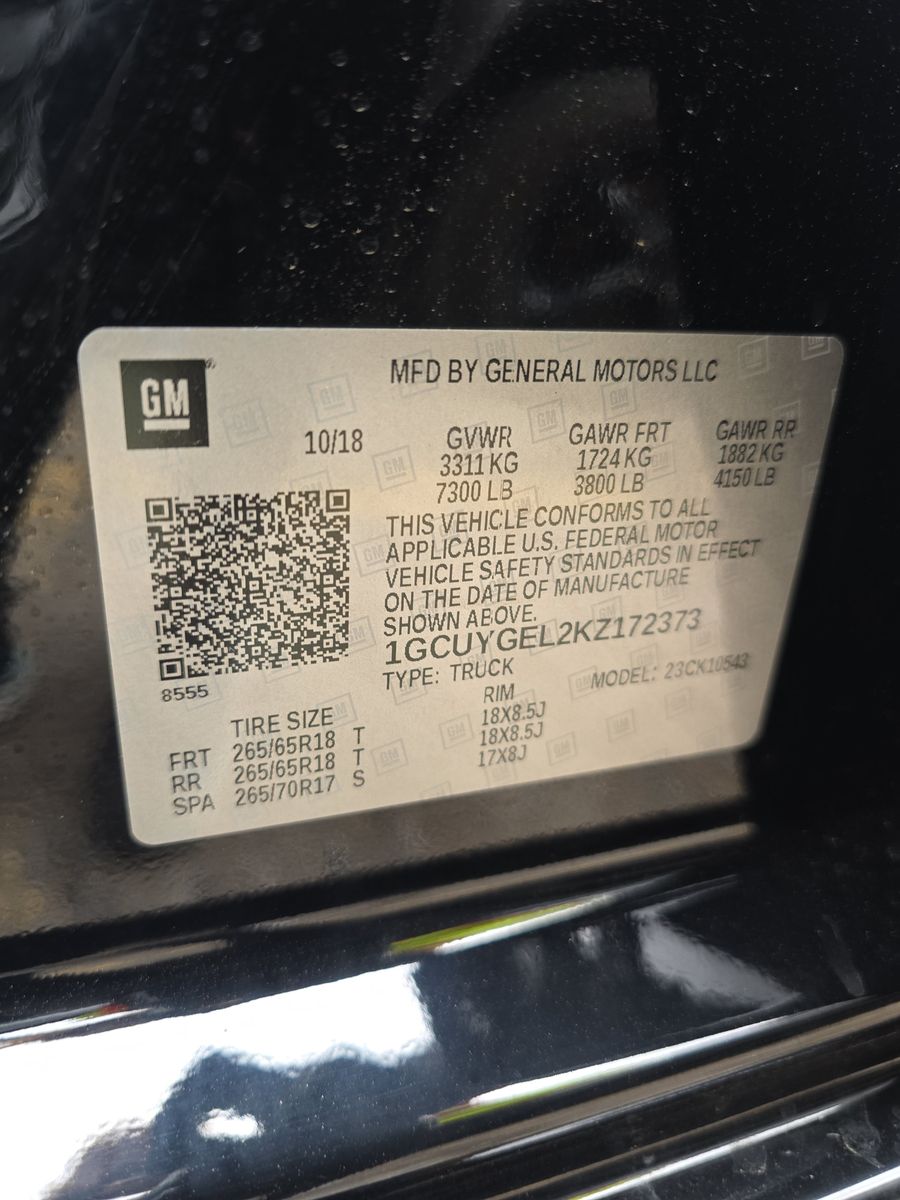 GM
MFD BY GENERAL MOTORS LLC
10/18
GVWR GAWR FRT GAWR RR
3311 KG 1724 KG 1882 KG
7300 LB 3800 LB 4150 LB
THIS VEHICLE CONFORMS TO ALL
APPLICABLE U.S. FEDERAL MOTOR
VEHICLE SAFETY STANDARDS IN EFFECT
ON THE DATE OF MANUFACTURE
SHOWN ABOVE.
1GCUYGEL2KZ172373
TYPE: TRUCK MODEL: 23CK10543
8555
TIRE SIZE RIM
FRT 265/65R18 T 18X8.5J
RR 265/65R18 T 18X8.5J
SPA 265/70R17 S 17X8J